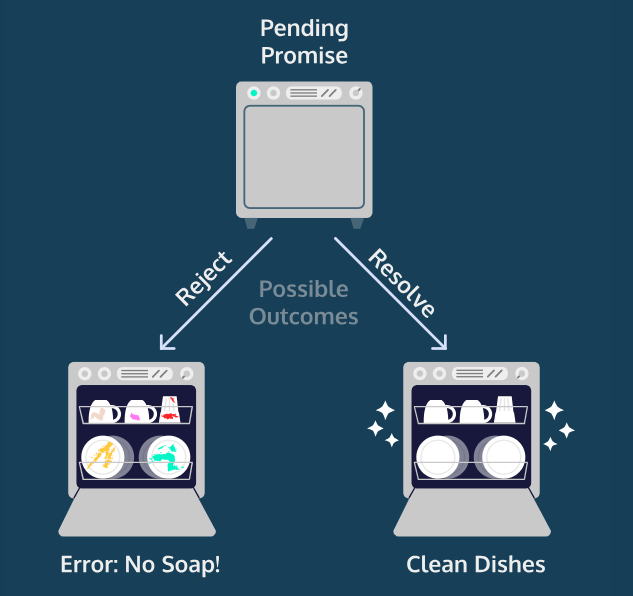 Pending
Promise
Reject
Resolve
Possible
Outcomes
Error: No Soap!
Clean Dishes